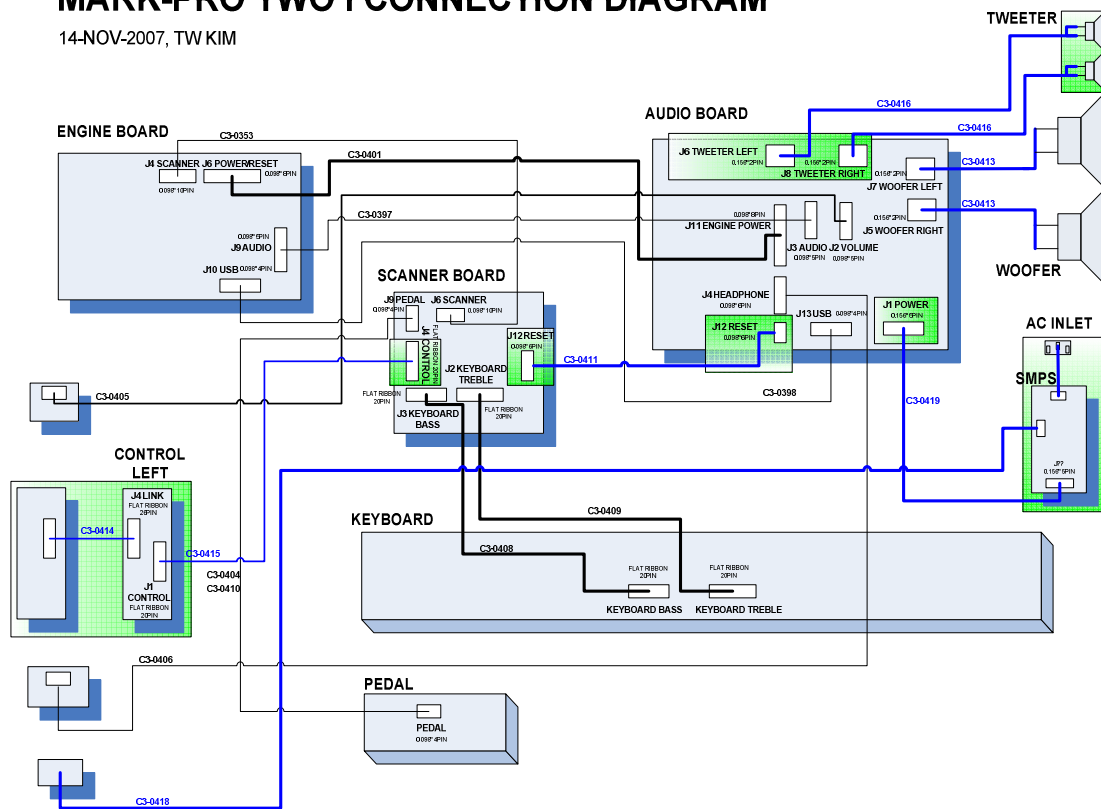 MARK-PRO TWO I CONNECTION DIAGRAM
14-NOV-2007, TW KIM
TWEETER
C3-0416
C3-0416
C3-0413
C3-0413
WOOFER
AUDIO BOARD
J6 TWEETER LEFT
0.156*2PIN
0.156*2PIN
J8 TWEETER RIGHT
0.156*2PIN
J7 WOOFER LEFT
0.156*2PIN
J5 WOOFER RIGHT
0.098*8PIN
J11 ENGINE POWER
J3 AUDIO
0.098*5PIN
J2 VOLUME
0.098*5PIN
J4 HEADPHONE
0.098*6PIN
J13 USB
0.098*4PIN
J1 POWER
0.156*6PIN
J12 RESET
0.098*6PIN
ENGINE BOARD
C3-0353
C3-0401
J4 SCANNER
0.098*10PIN
J6 POWER/RESET
0.098*8PIN
C3-0397
0.098*5PIN
J9 AUDIO
J10 USB
0.098*4PIN
SCANNER BOARD
J9 PEDAL
0.098*4PIN
J6 SCANNER
0.098*10PIN
J4 CONTROL
FLAT RIBBON 20PIN
J12 RESET
0.098*6PIN
J2 KEYBOARD
TREBLE
FLAT RIBBON
20PIN
FLAT RIBBON
20PIN
J3 KEYBOARD
BASS
C3-0411
C3-0398
C3-0419
AC INLET
SMPS
J??
0.156*5PIN
C3-0405
CONTROL
LEFT
J4 LINK
FLAT RIBBON
26PIN
C3-0414
C3-0415
C3-0404
C3-0410
J1
CONTROL
FLAT RIBBON
20PIN
KEYBOARD
C3-0409
C3-0408
FLAT RIBBON
20PIN
KEYBOARD BASS
FLAT RIBBON
20PIN
KEYBOARD TREBLE
C3-0406
PEDAL
PEDAL
0.098*4PIN
C3-0418